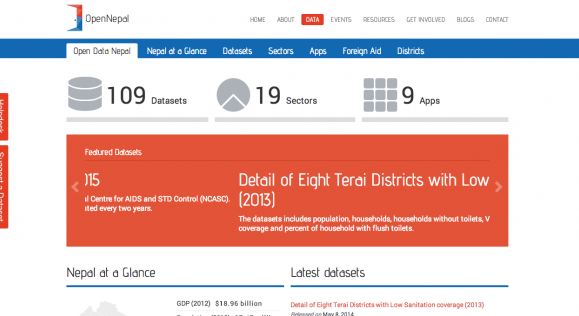 OpenNepal
HOME ABOUT DATA EVENTS RESOURCES GET INVOLVED BLOGS CONTACT
Open Data Nepal Nepal at a Glance Datasets Sectors Apps Foreign Aid Districts
109 Datasets 19 Sectors 9 Apps
Helpdesk
Suggest a Dataset
Featured Datasets
015
al Centre for AIDS and STD Control (NCASC).
ated every two years.
Detail of Eight Terai Districts with Low
(2013)
The datasets includes population, households, households without toilets, V
coverage and percent of household with flush toilets.
Nepal at a Glance
GDP (2012) $18.96 billion
Latest datasets
Detail of Eight Terai Districts with Low Sanitation coverage (2013)
Released on May 8, 2014